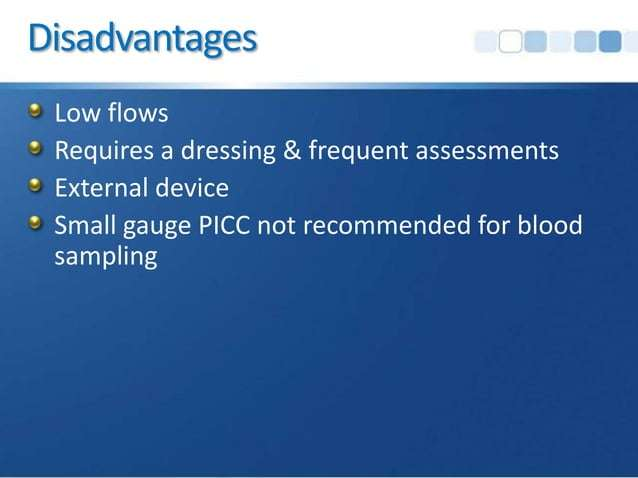 Disadvantages
Low flows
Requires a dressing & frequent assessments
External device
Small gauge PICC not recommended for blood
sampling